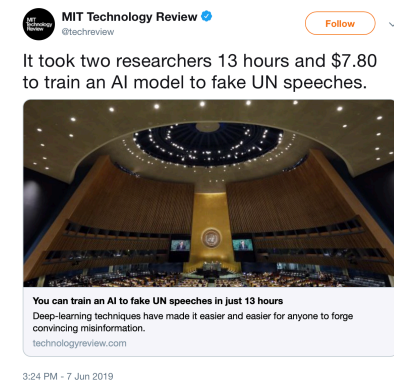 MIT
Technology
Review
MIT Technology Review
@techreview
Follow
It took two researchers 13 hours and $7.80
to train an AI model to fake UN speeches.
You can train an AI to fake UN speeches in just 13 hours
Deep-learning techniques have made it easier and easier for anyone to forge
convincing misinformation.
technologyreview.com
3:24 PM - 7 Jun 2019